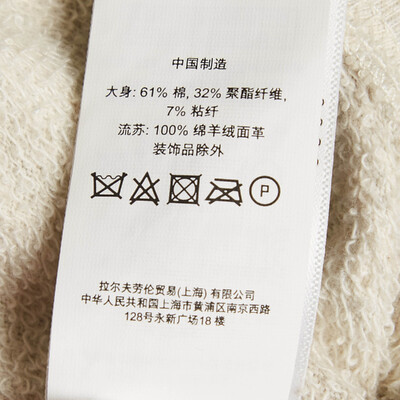 中国制造
大身: 61% 棉, 32% 聚酯纤维,
7% 粘纤
流苏: 100% 绵羊绒面革
装饰品除外
P
拉尔夫劳伦贸易(上海) 有限公司
中华人民共和国上海市黄浦区南京西路
128号永新广场18 楼